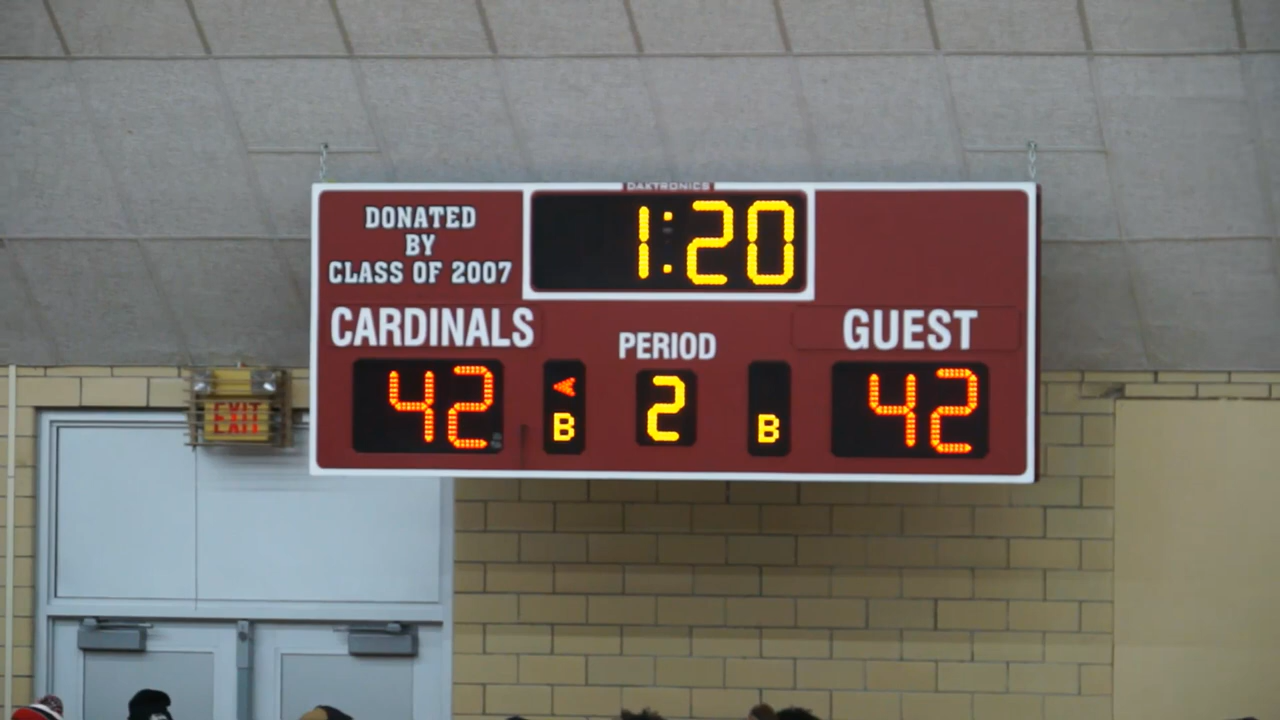 DAKTRONICS
DONATED
BY
CLASS OF 2007
1:20
CARDINALS
PERIOD
GUEST
42
B
2
B
42
EXIT